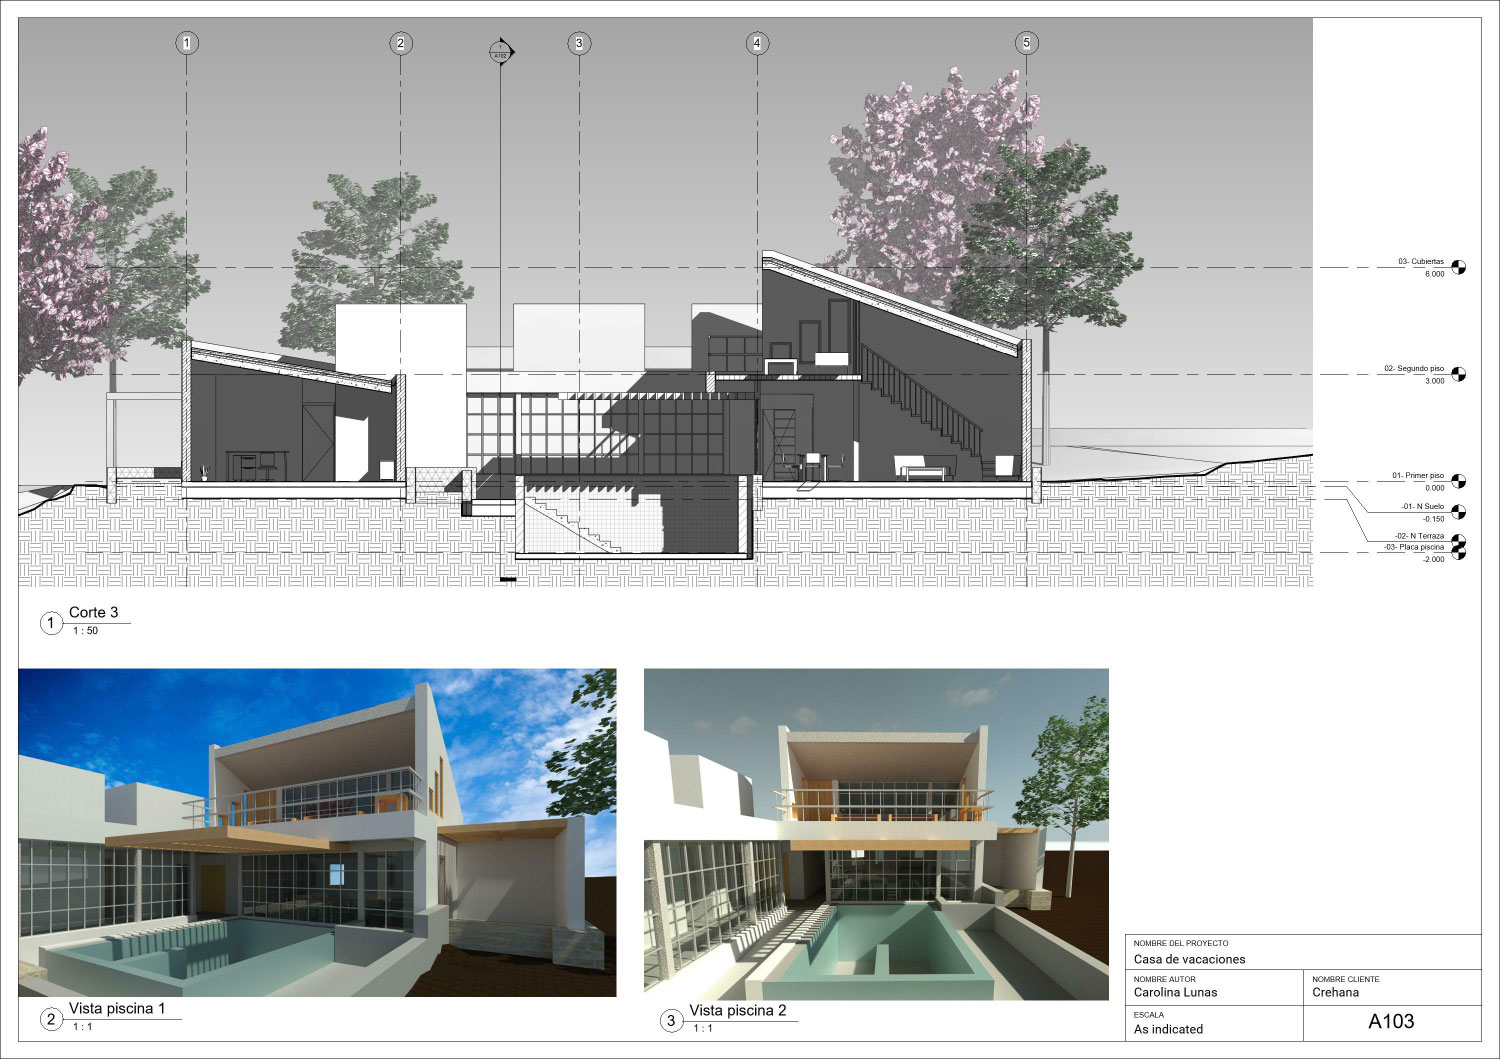 1
2
1
A102
3
4
5
03- Cubiertas
6.000
02- Segundo piso
3.000
01- Primer piso
0.000
-01- N Suelo
-0.150
-02- N Terraza
-03- Placa piscina
-2.000
1
Corte 3
1 : 50
2
Vista piscina 1
1 : 1
3
Vista piscina 2
1 : 1
NOMBRE DEL PROYECTO
Casa de vacaciones
NOMBRE AUTOR
Carolina Lunas
NOMBRE CLIENTE
Crehana
ESCALA
As indicated
A103